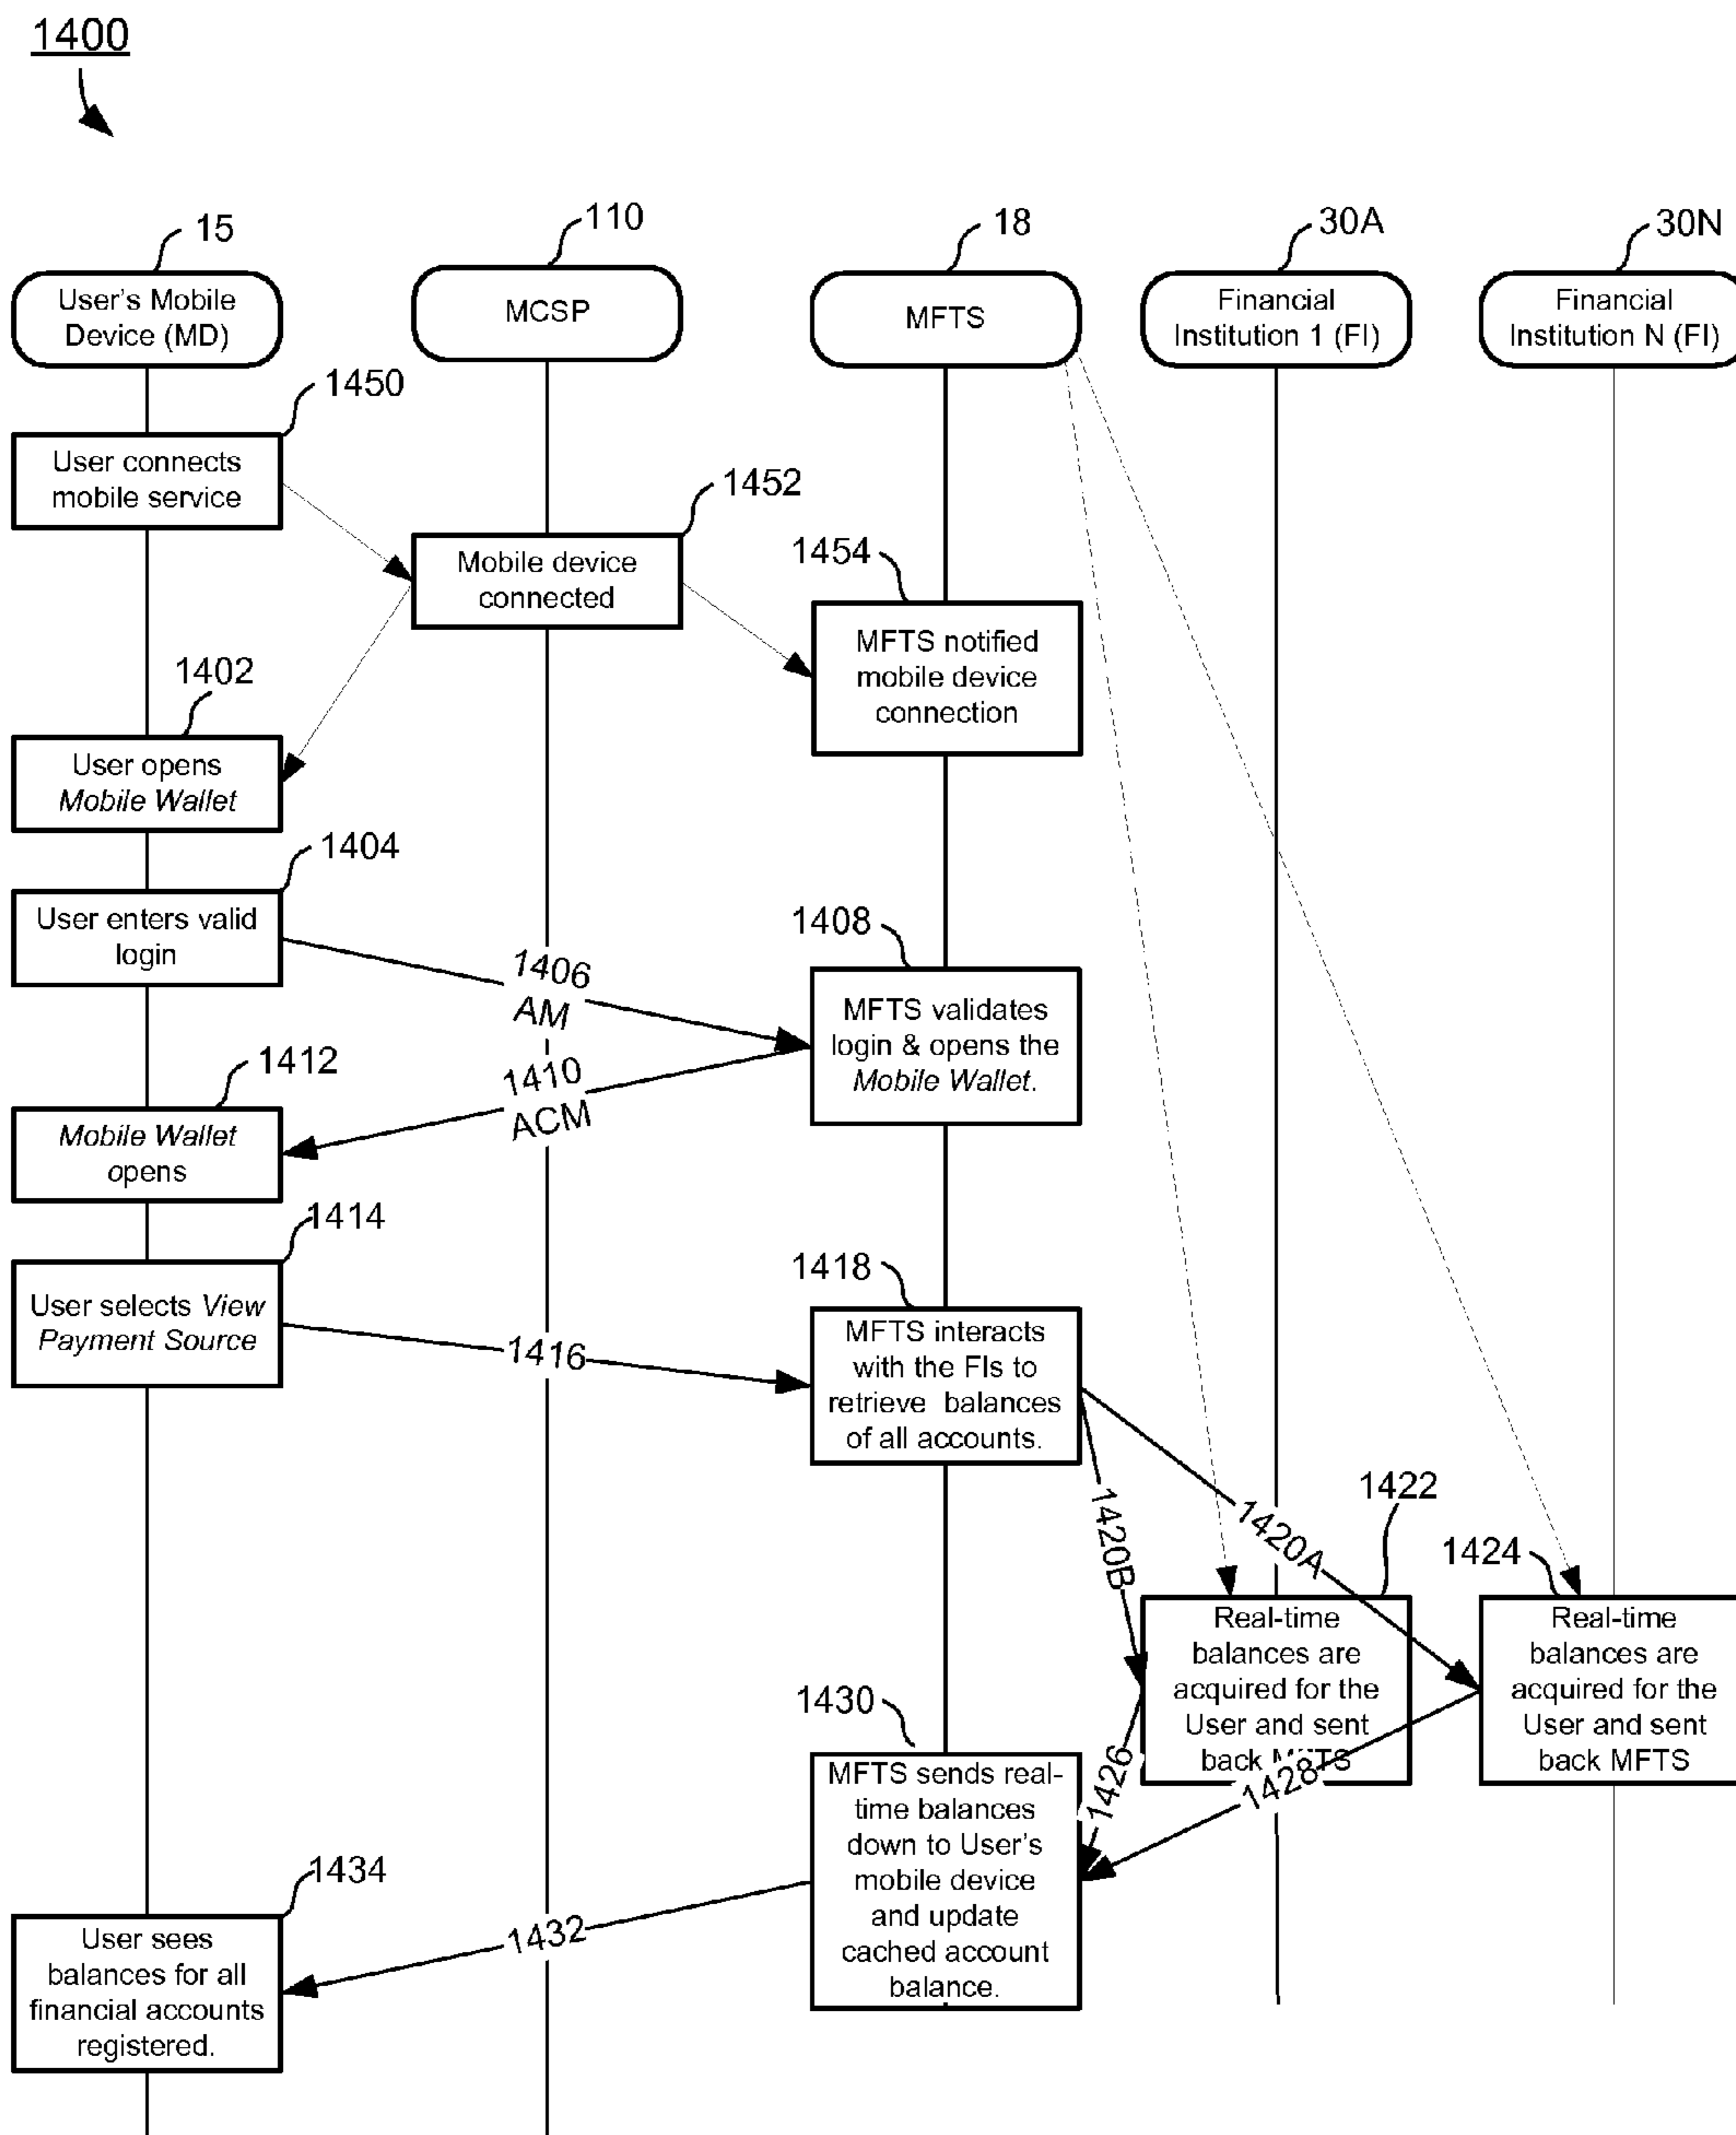 1400
15
110
18
30A
30N
User's Mobile
Device (MD)
MCSP
MFTS
Financial
Institution 1 (FI)
Financial
Institution N (FI)
1450
User connects
mobile service
1452
Mobile device
connected
1454
MFTS notified
mobile device
connection
1402
User opens
Mobile Wallet
1404
User enters valid
login
1406
AM
1408
MFTS validates
login & opens the
Mobile Wallet.
1410
ACM
1412
Mobile Wallet
opens
1414
User selects View
Payment Source
1416
1418
MFTS interacts
with the FIs to
retrieve balances
of all accounts.
1420B
1420A
1422
Real-time
balances are
acquired for the
User and sent
back MFTS
1424
Real-time
balances are
acquired for the
User and sent
back MFTS
1426
1428
1430
MFTS sends real-
time balances
down to User's
mobile device
and update
cached account
balance.
1432
1434
User sees
balances for all
financial accounts
registered.